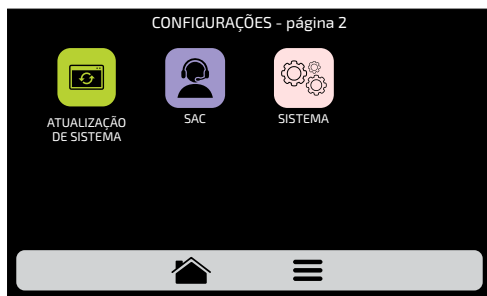 CONFIGURAÇÕES - página 2
ATUALIZAÇÃO
DE SISTEMA
SAC
SISTEMA